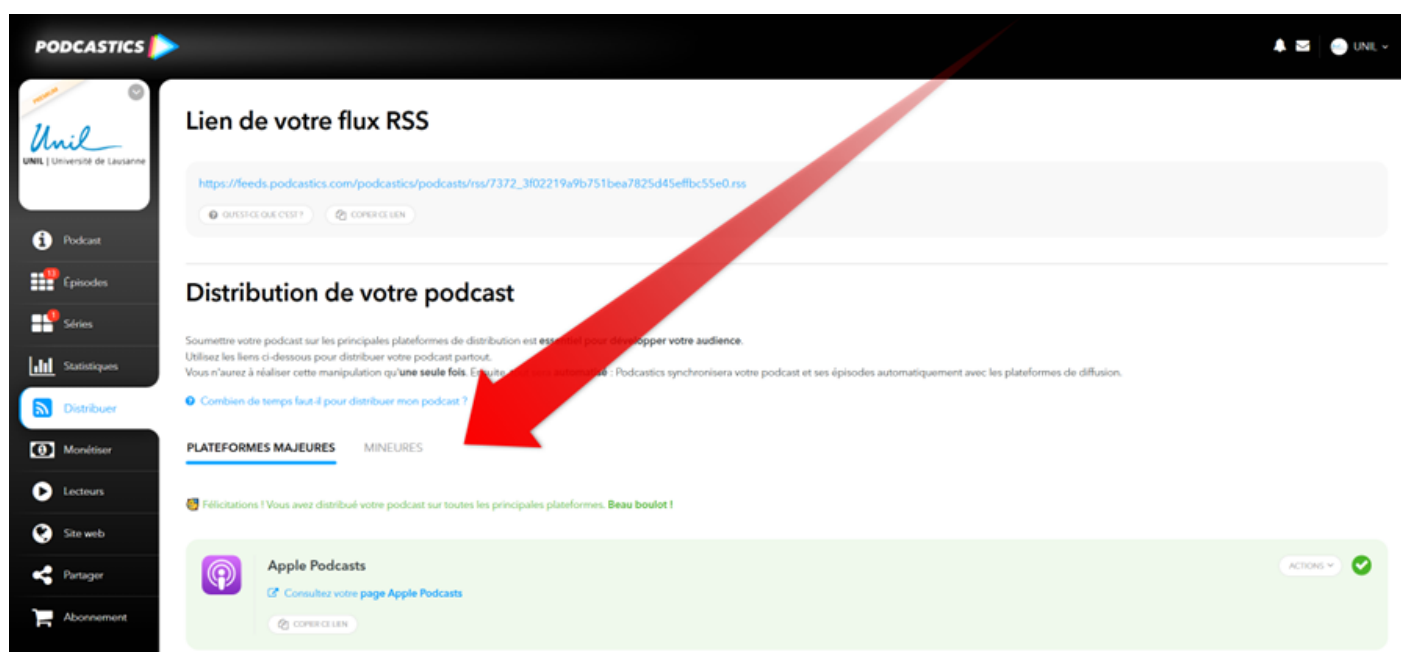 PODCASTICS
UNIL
PREMIUM
Unil
UNIL | Université de Lausanne
Podcast
13
Épisodes
1
Séries
Statistiques
Distribuer
Monétiser
Lecteurs
Site web
Partager
Abonnement
Lien de votre flux RSS
https://feeds.podcastics.com/podcastics/podcasts/rss/7372_3f02219a9b751bea7825d45effbc55e0.rss
QU'EST-CE QUE C'EST ?
COPIER CE LIEN
Distribution de votre podcast
Soumettre votre podcast sur les principales plateformes de distribution est essentiel pour développer votre audience.
Utilisez les liens ci-dessous pour distribuer votre podcast partout.
Vous n'aurez à réaliser cette manipulation qu'une seule fois. Ensuite, automatisé : Podcastics synchronisera votre podcast et ses épisodes automatiquement avec les plateformes de diffusion.
Combien de temps faut-il pour distribuer mon podcast ?
PLATEFORMES MAJEURES MINEURES
Félicitations ! Vous avez distribué votre podcast sur toutes les principales plateformes. Beau boulot !
Apple Podcasts
ACTIONS
Consultez votre page Apple Podcasts
COPIER CE LIEN